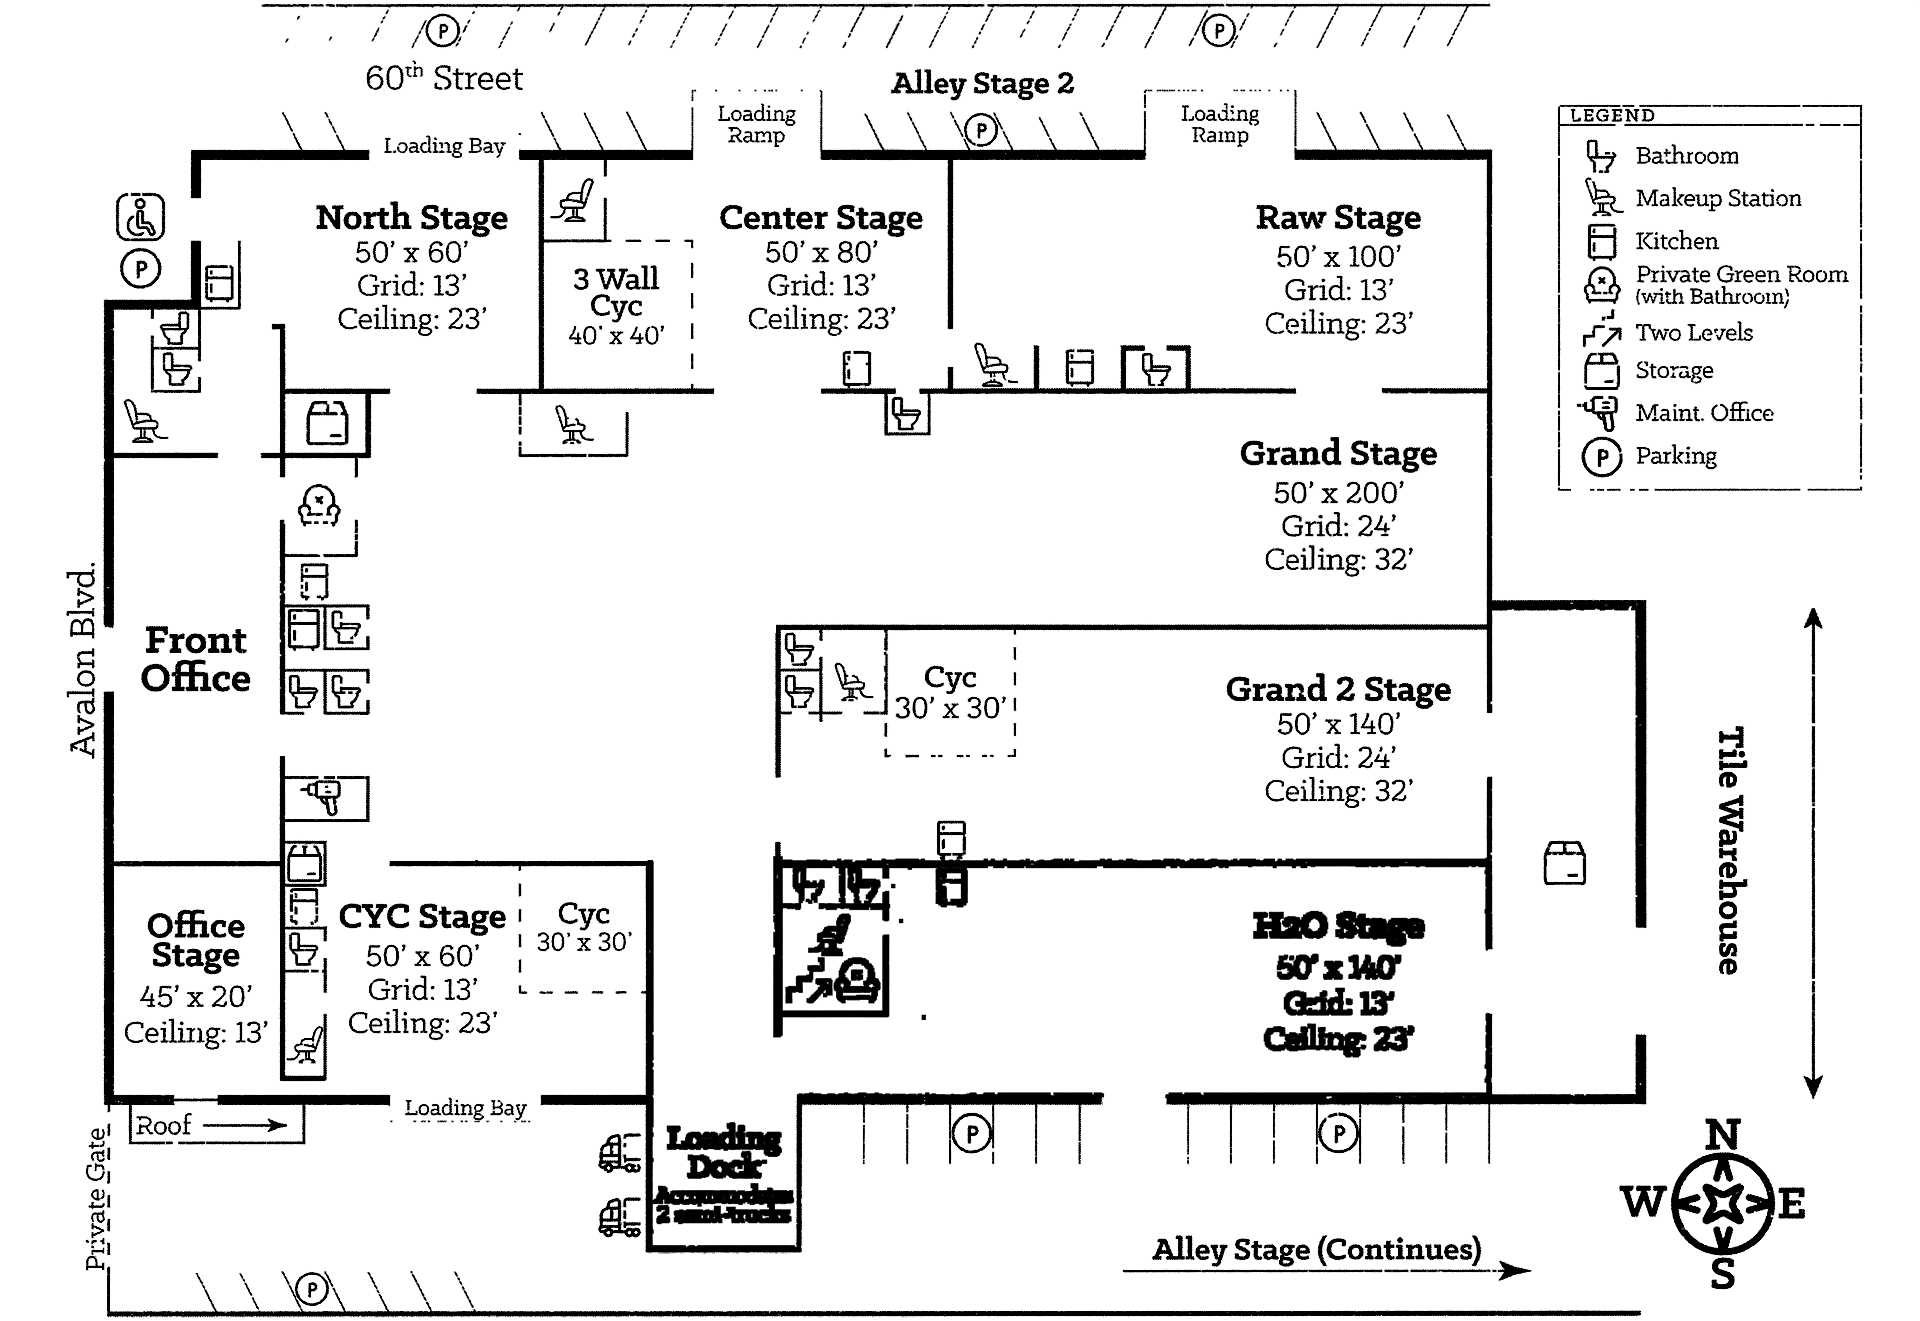 P
P
60th Street
Alley Stage 2
Loading
Ramp
Loading
Ramp
P
Loading Bay
LEGEND
Bathroom
Makeup Station
Kitchen
Private Green Room
(with Bathroom)
Two Levels
Storage
Maint. Office
P
Parking
P
North Stage
50' x 60'
Grid: 13'
Ceiling: 23'
3 Wall
Cyc
40' x 40'
Center Stage
50' x 80'
Grid: 13'
Ceiling: 23'
Raw Stage
50' x 100'
Grid: 13'
Ceiling: 23'
Grand Stage
50' x 200'
Grid: 24'
Ceiling: 32'
Avalon Blvd.
Front
Office
Cyc
30' x 30'
Grand 2 Stage
50' x 140'
Grid: 24'
Ceiling: 32'
Tile Warehouse
Office
Stage
45' x 20'
Ceiling: 13'
CYC Stage
50' x 60'
Grid: 13'
Ceiling: 23'
Cyc
30' x 30'
H2O Stage
50' x 140'
Grid: 13'
Ceiling: 23'
Loading Bay
Roof
Private Gate
Loading
Dock
Accommodates
2 semi-trucks
P
P
P
Alley Stage (Continues)
N
W
E
S